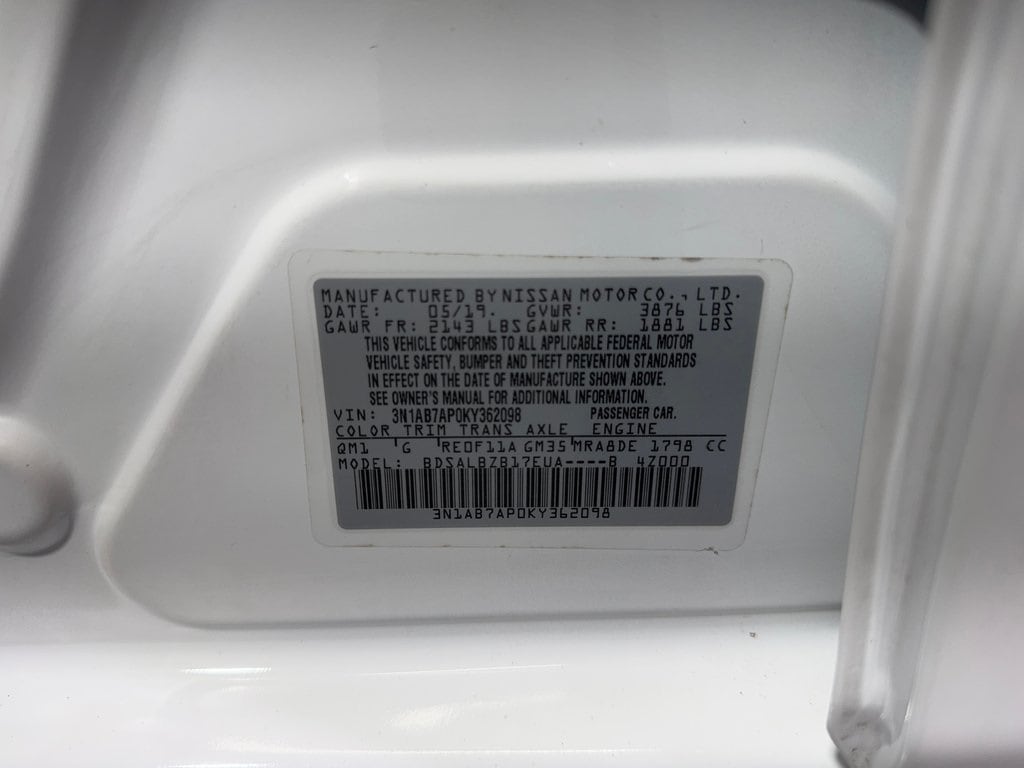 MANUFACTURED BY NISSAN MOTOR CO., LTD.
DATE: 05/19. GVWR: 3876 LBS
GAWR FR: 2143 LBS GAWR RR: 1881 LBS
THIS VEHICLE CONFORMS TO ALL APPLICABLE FEDERAL MOTOR
VEHICLE SAFETY, BUMPER AND THEFT PREVENTION STANDARDS
IN EFFECT ON THE DATE OF MANUFACTURE SHOWN ABOVE.
SEE OWNER'S MANUAL FOR ADDITIONAL INFORMATION.
VIN: 3N1AB7AP0KY362098 PASSENGER CAR.
COLOR TRIM TRANS AXLE ENGINE
QM1 G RE0F11A GM35 MRA8DE 1798 CC
MODEL: BDSALBZB17EUA----B 4Z000
3N1AB7AP0KY362098